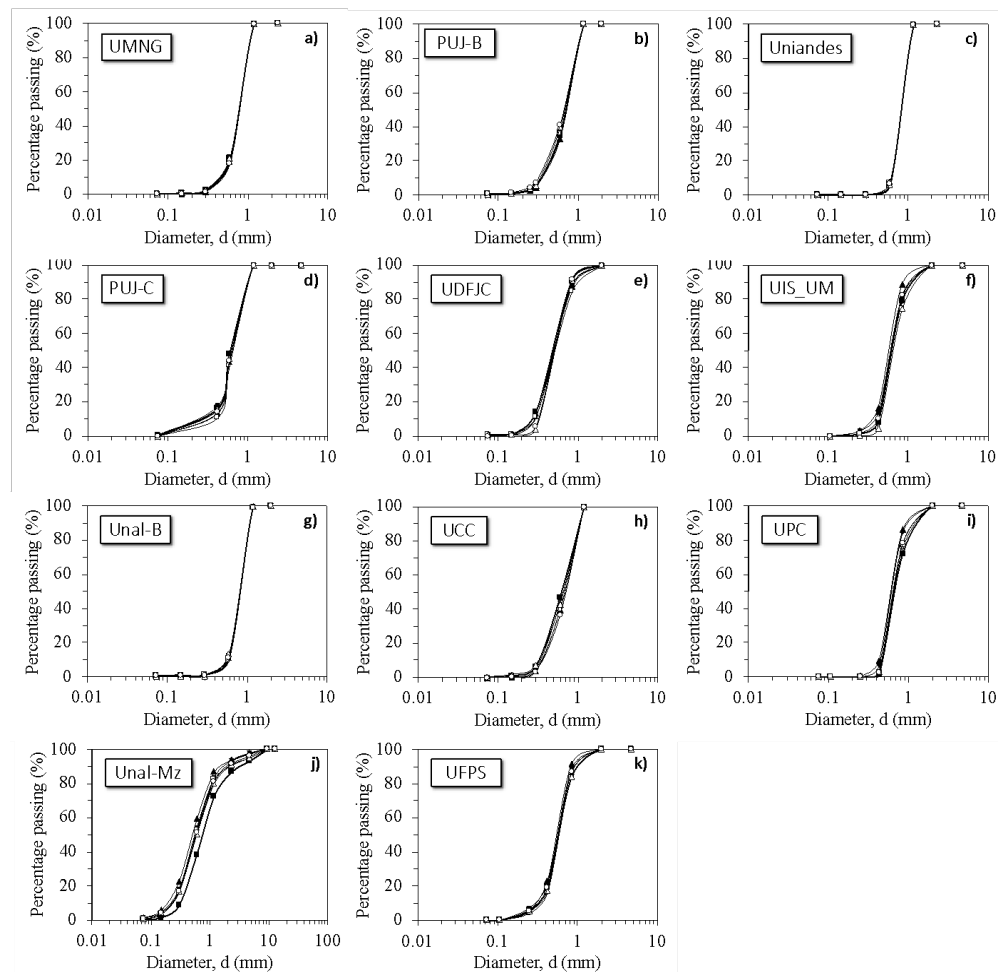 Percentage passing (%)
100
80
60
40
20
0
UMNG
a)
0.01 0.1 1 10
Diameter, d (mm)
Percentage passing (%)
100
80
60
40
20
0
PUJ-B
b)
0.01 0.1 1 10
Diameter, d (mm)
Percentage passing (%)
100
80
60
40
20
0
Uniandes
c)
0.01 0.1 1 10
Diameter, d (mm)
Percentage passing (%)
100
80
60
40
20
0
PUJ-C
d)
0.01 0.1 1 10
Diameter, d (mm)
Percentage passing (%)
100
80
60
40
20
0
UDFJC
e)
0.01 0.1 1 10
Diameter, d (mm)
Percentage passing (%)
100
80
60
40
20
0
UIS_UM
f)
0.01 0.1 1 10
Diameter, d (mm)
Percentage passing (%)
100
80
60
40
20
0
Unal-B
g)
0.01 0.1 1 10
Diameter, d (mm)
Percentage passing (%)
100
80
60
40
20
0
UCC
h)
0.01 0.1 1 10
Diameter, d (mm)
Percentage passing (%)
100
80
60
40
20
0
UPC
i)
0.01 0.1 1 10
Diameter, d (mm)
Percentage passing (%)
100
80
60
40
20
0
Unal-Mz
j)
0.01 0.1 1 10 100
Diameter, d (mm)
Percentage passing (%)
100
80
60
40
20
0
UFPS
k)
0.01 0.1 1 10
Diameter, d (mm)